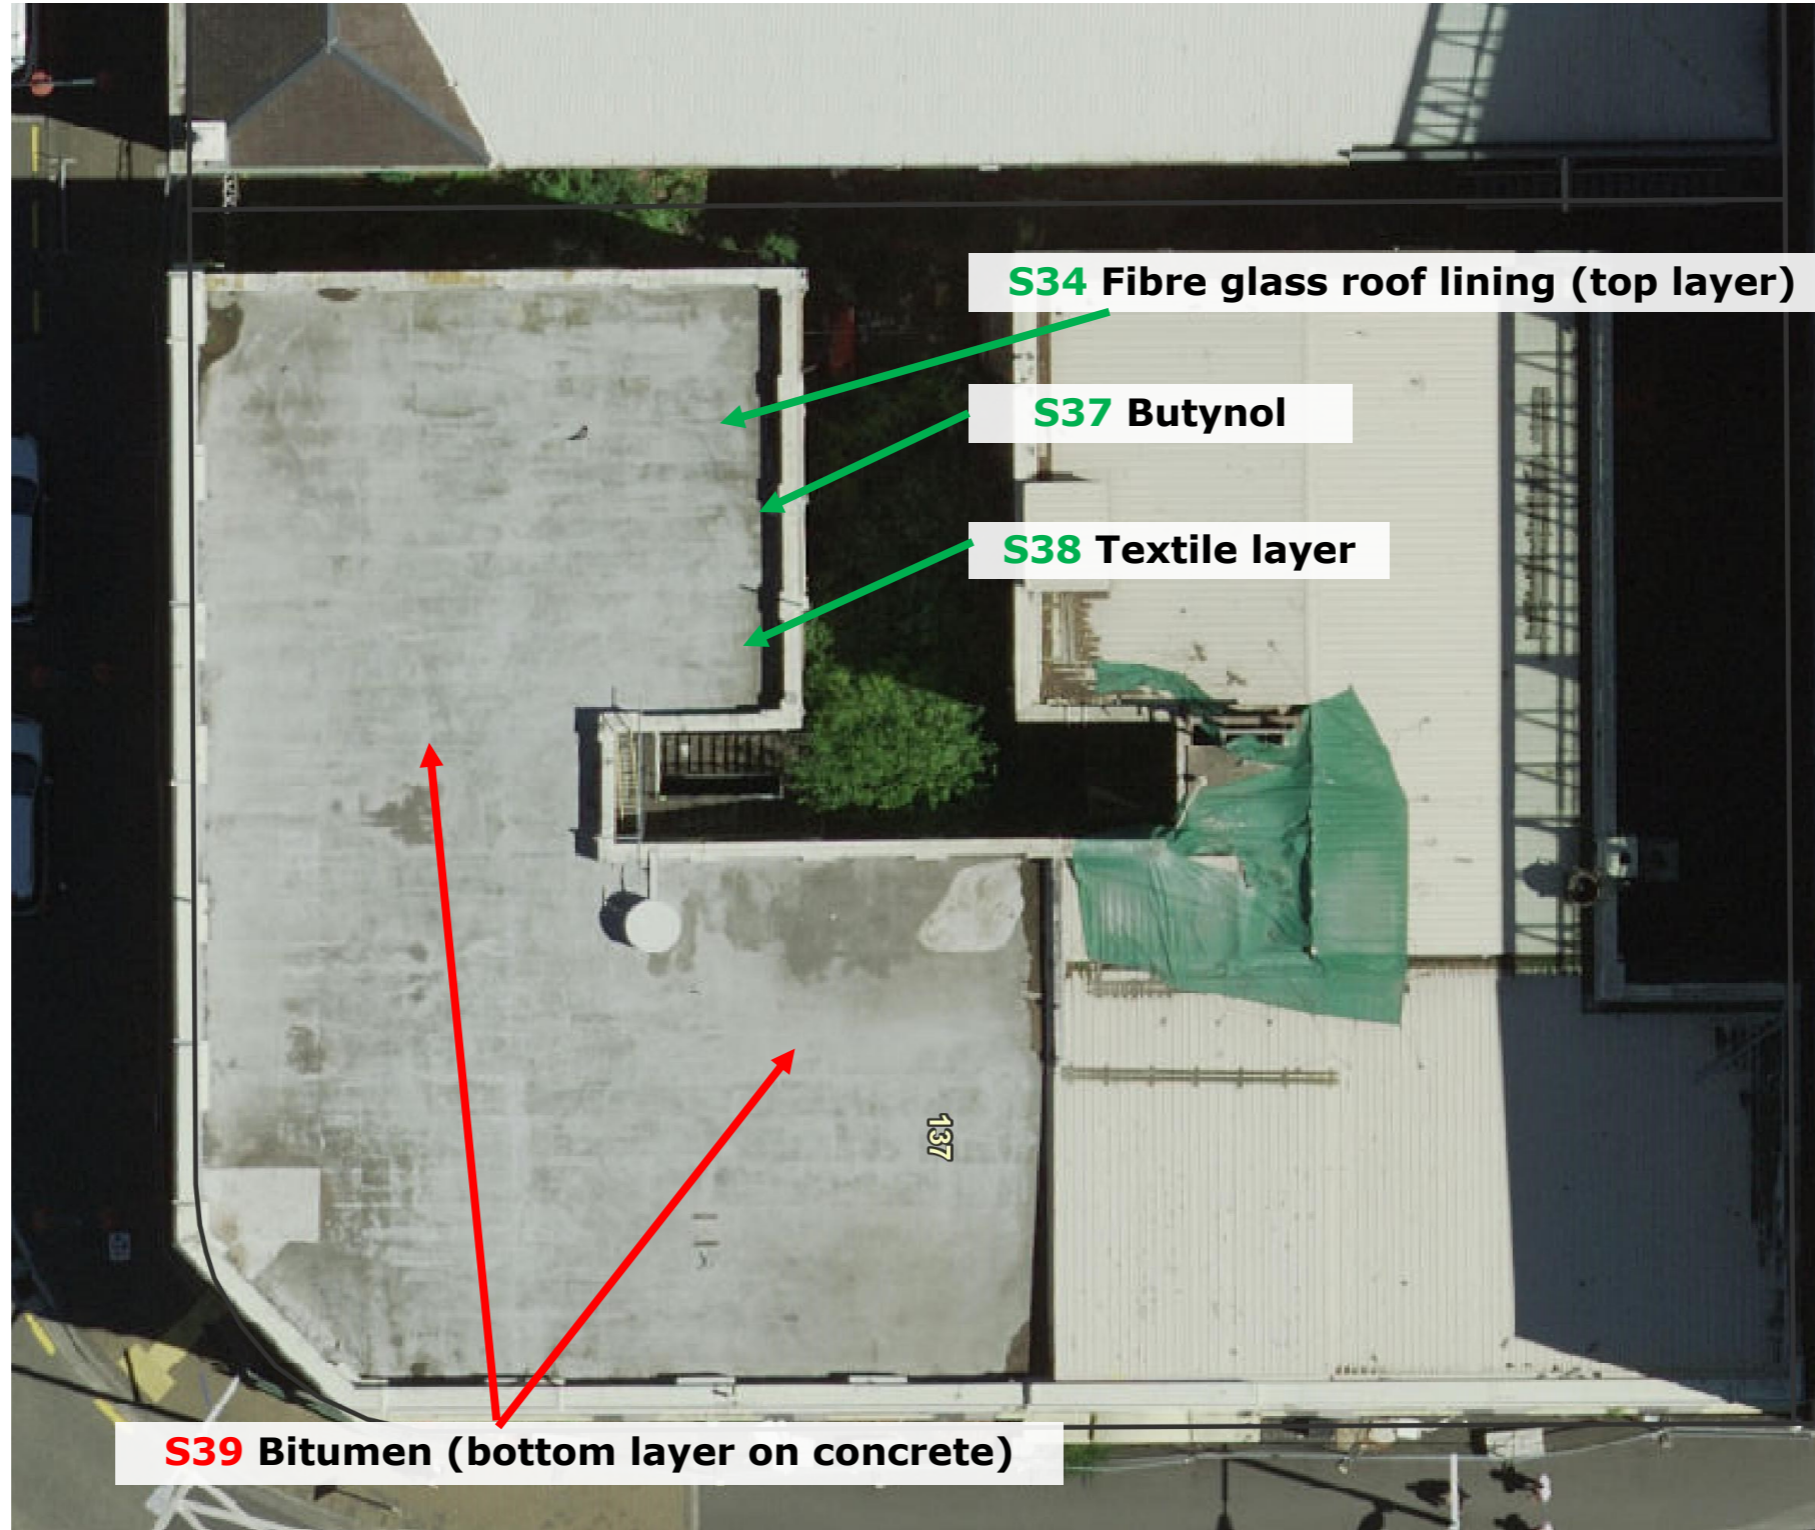 S34 Fibre glass roof lining (top layer)
S37 Butynol
S38 Textile layer
137
S39 Bitumen (bottom layer on concrete)